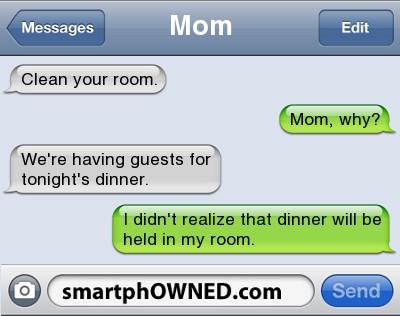 Messages
Mom
Edit
Clean your room.
Mom, why?
We're having guests for
tonight's dinner.
I didn't realize that dinner will be
held in my room.
smartphOWNED.com
Send